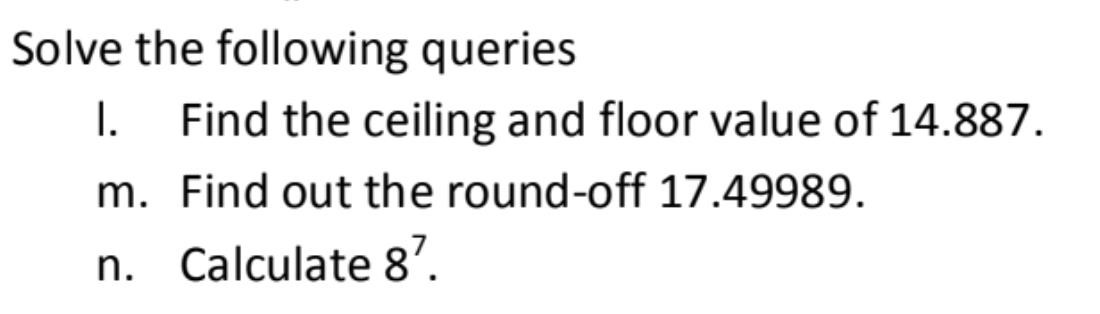 Solve the following queries
l. Find the ceiling and floor value of 14.887.
m. Find out the round-off 17.49989.
n. Calculate 8⁷.